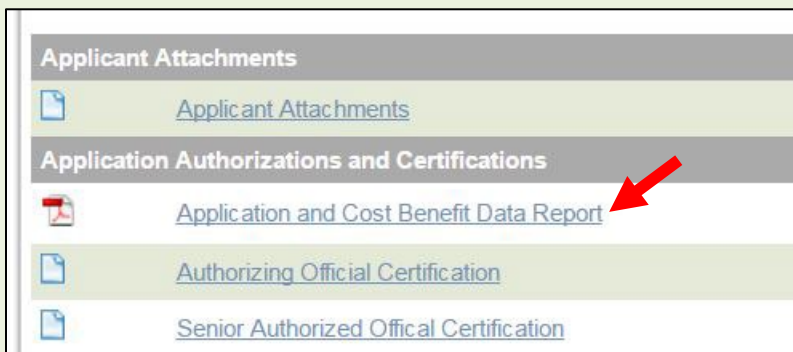 Applicant Attachments
Applicant Attachments
Application Authorizations and Certifications
Application and Cost Benefit Data Report
Authorizing Official Certification
Senior Authorized Offical Certification